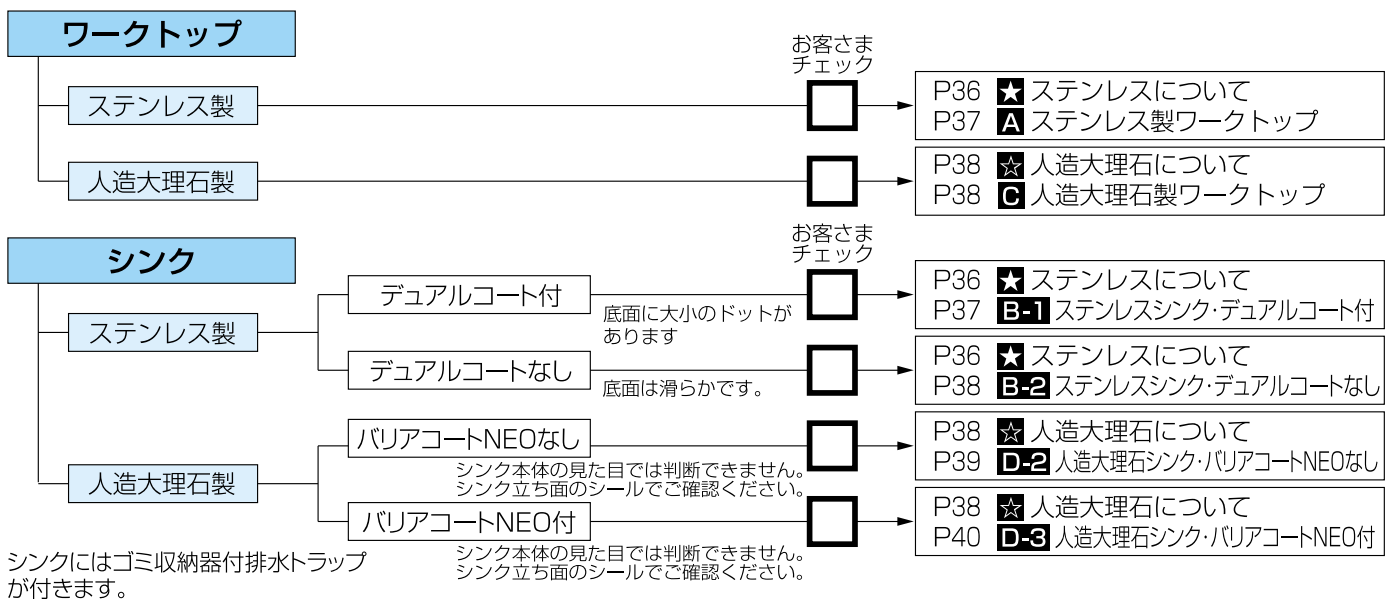 ワークトップ
お客さま
チェック
ステンレス製
P36 ★ ステンレスについて
P37 A ステンレス製ワークトップ
人造大理石製
P38 ☆ 人造大理石について
P38 C 人造大理石製ワークトップ
シンク
お客さま
チェック
ステンレス製
デュアルコート付
底面に大小のドットが
あります
P36 ★ ステンレスについて
P37 B-1 ステンレスシンク・デュアルコート付
デュアルコートなし
底面は滑らかです。
P36 ★ ステンレスについて
P38 B-2 ステンレスシンク・デュアルコートなし
人造大理石製
バリアコートNEOなし
シンク本体の見た目では判断できません。
シンク立ち面のシールでご確認ください。
P38 ☆ 人造大理石について
P39 D-2 人造大理石シンク・バリアコートNEOなし
バリアコートNEO付
シンク本体の見た目では判断できません。
シンク立ち面のシールでご確認ください。
P38 ☆ 人造大理石について
P40 D-3 人造大理石シンク・バリアコートNEO付
シンクにはゴミ収納器付排水トラップ
が付きます。